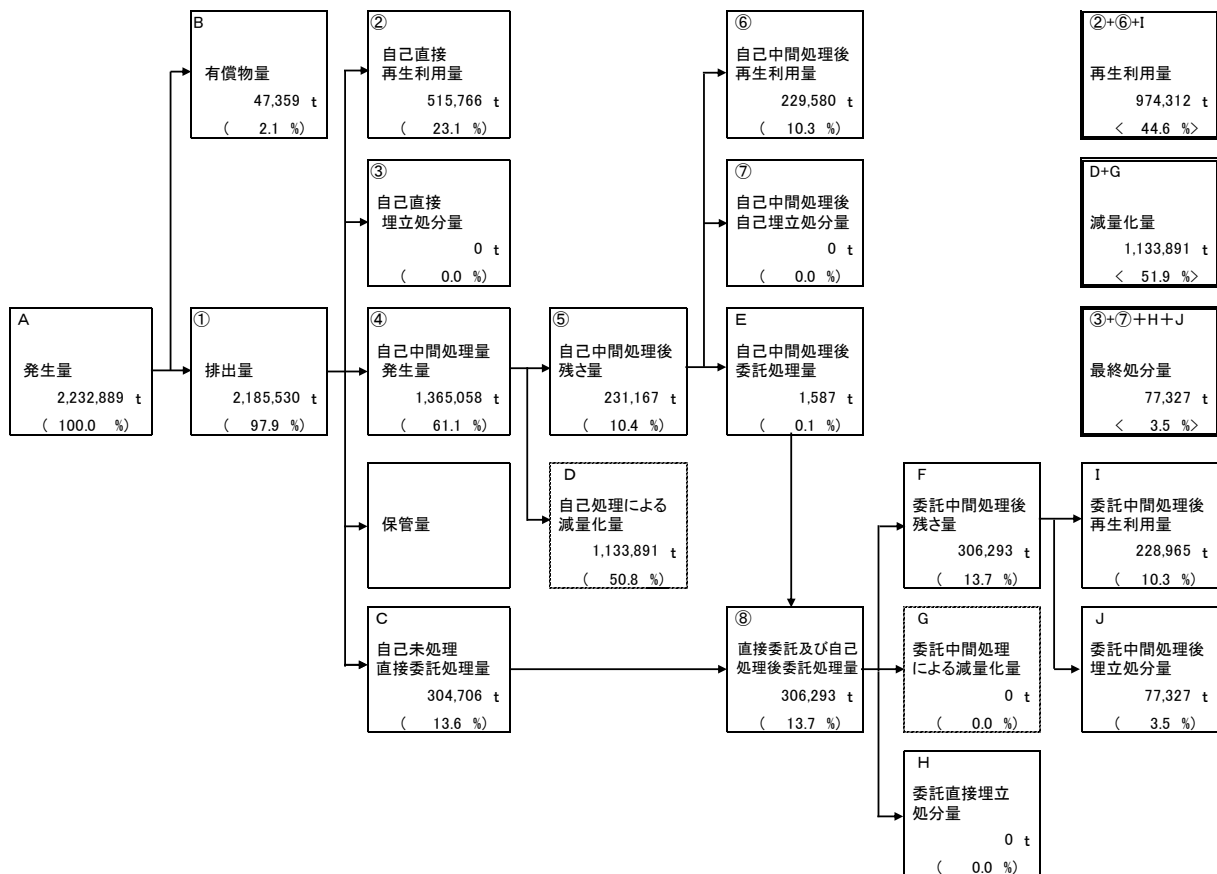 B
有償物量
47,359 t
( 2.1 %)
②
自己直接
再生利用量
515,766 t
( 23.1 %)
⑥
自己中間処理後
再生利用量
229,580 t
( 10.3 %)
②+⑥+I
再生利用量
974,312 t
< 44.6 %>
③
自己直接
埋立処分量
0 t
( 0.0 %)
⑦
自己中間処理後
自己埋立処分量
0 t
( 0.0 %)
D+G
減量化量
1,133,891 t
< 51.9 %>
A
発生量
2,232,889 t
( 100.0 %)
①
排出量
2,185,530 t
( 97.9 %)
④
自己中間処理量
発生量
1,365,058 t
( 61.1 %)
⑤
自己中間処理後
残さ量
231,167 t
( 10.4 %)
E
自己中間処理後
委託処理量
1,587 t
( 0.1 %)
③+⑦+H+J
最終処分量
77,327 t
< 3.5 %>
保管量
D
自己処理による
減量化量
1,133,891 t
( 50.8 %)
F
委託中間処理後
残さ量
306,293 t
( 13.7 %)
I
委託中間処理後
再生利用量
228,965 t
( 10.3 %)
C
自己未処理
直接委託処理量
304,706 t
( 13.6 %)
⑧
直接委託及び自己
処理後委託処理量
306,293 t
( 13.7 %)
G
委託中間処理
による減量化量
0 t
( 0.0 %)
J
委託中間処理後
埋立処分量
77,327 t
( 3.5 %)
H
委託直接埋立
処分量
0 t
( 0.0 %)